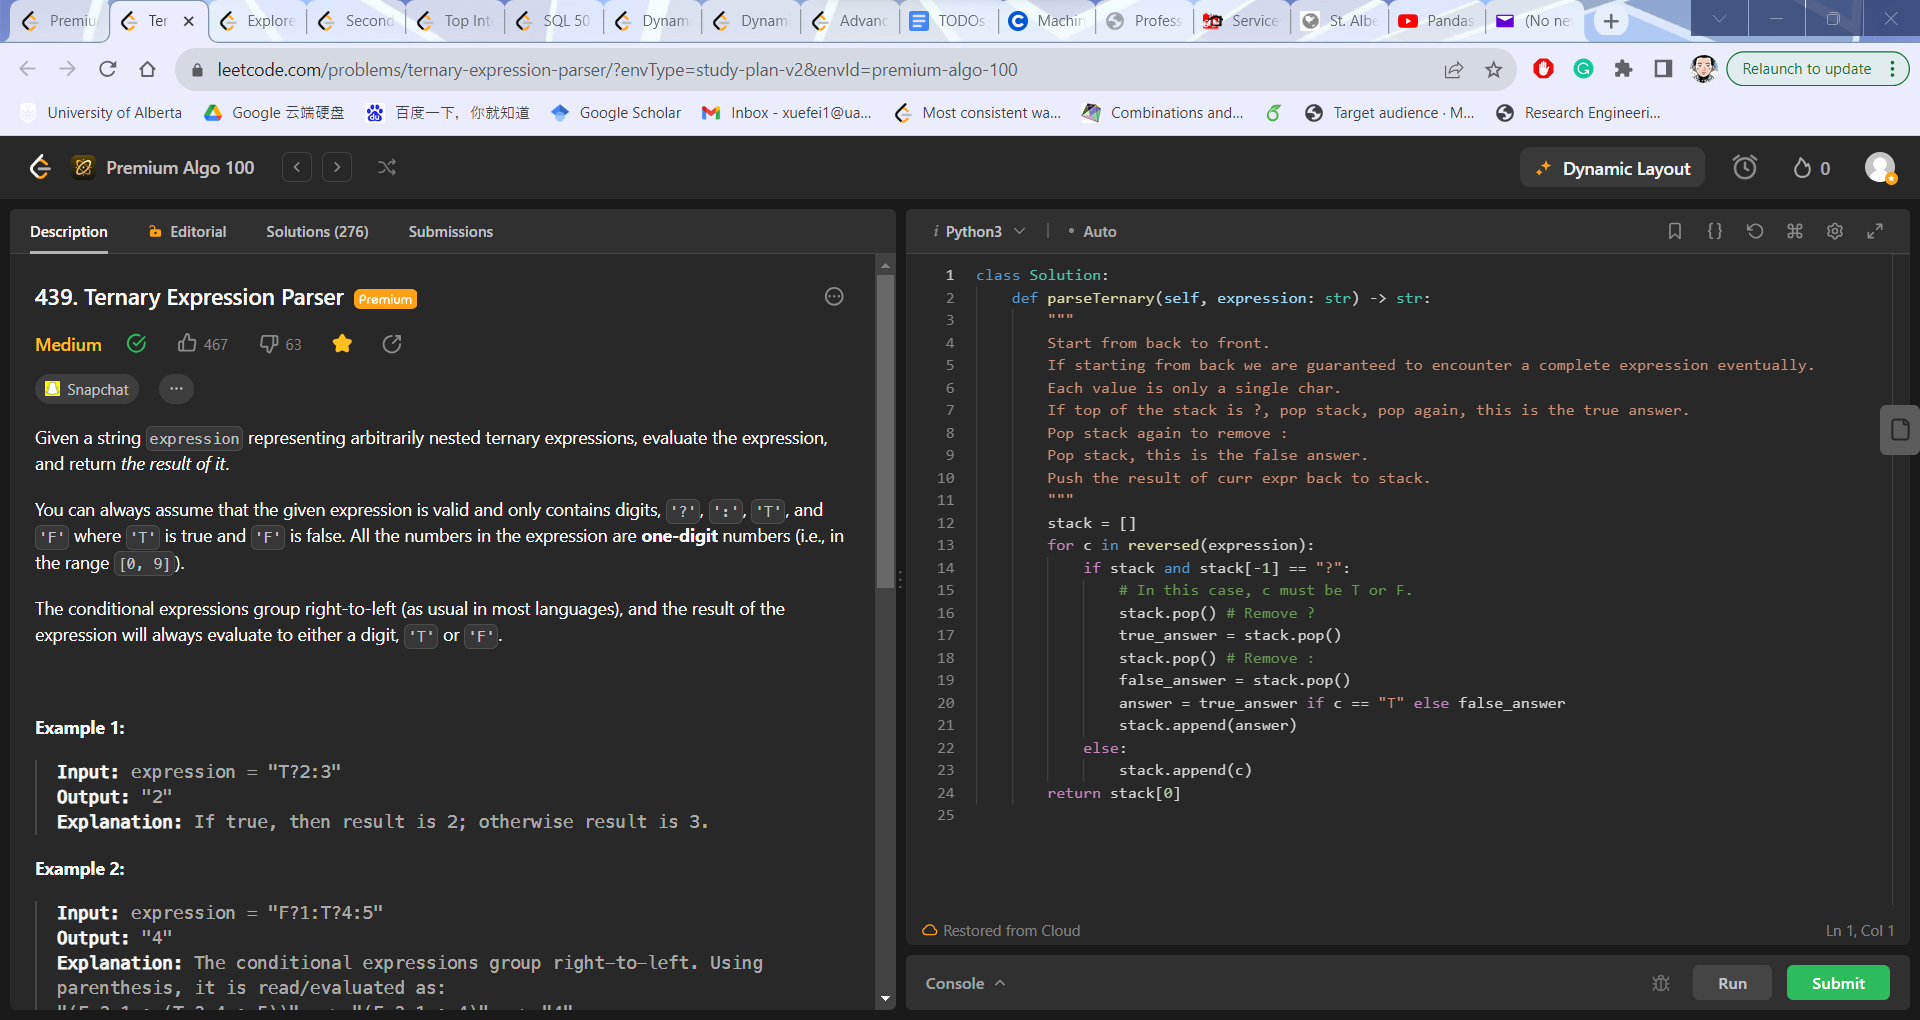 Premiu
Ter
Explore
Second
Top Int
SQL 50
Dynam
Dynam
Advanc
TODOs
Machin
Profess
Service
St. Albe
Pandas
(No ne
leetcode.com/problems/ternary-expression-parser/?envType=study-plan-v2&envId=premium-algo-100
Relaunch to update
University of Alberta
Google 云端硬盘
百度一下，你就知道
Google Scholar
Inbox - xuefei1@ua...
Most consistent wa...
Combinations and...
Target audience · M...
Research Engineeri...
Premium Algo 100
Dynamic Layout
0
Description
Editorial
Solutions (276)
Submissions
439. Ternary Expression Parser
Premium
Medium
467
63
Snapchat
...
Given a string expression representing arbitrarily nested ternary expressions, evaluate the expression,
and return the result of it.
You can always assume that the given expression is valid and only contains digits, '?', ':', 'T', and
'F' where 'T' is true and 'F' is false. All the numbers in the expression are one-digit numbers (i.e., in
the range [0, 9]).
The conditional expressions group right-to-left (as usual in most languages), and the result of the
expression will always evaluate to either a digit, 'T' or 'F'.
Example 1:
Input: expression = "T?2:3"
Output: "2"
Explanation: If true, then result is 2; otherwise result is 3.
Example 2:
Input: expression = "F?1:T?4:5"
Output: "4"
Explanation: The conditional expressions group right-to-left. Using
parenthesis, it is read/evaluated as:
i Python3
• Auto
1 class Solution:
2 def parseTernary(self, expression: str) -> str:
3 """
4 Start from back to front.
5 If starting from back we are guaranteed to encounter a complete expression eventually.
6 Each value is only a single char.
7 If top of the stack is ?, pop stack, pop again, this is the true answer.
8 Pop stack again to remove :
9 Pop stack, this is the false answer.
10 Push the result of curr expr back to stack.
11 """
12 stack = []
13 for c in reversed(expression):
14 if stack and stack[-1] == "?":
15 # In this case, c must be T or F.
16 stack.pop() # Remove ?
17 true_answer = stack.pop()
18 stack.pop() # Remove :
19 false_answer = stack.pop()
20 answer = true_answer if c == "T" else false_answer
21 stack.append(answer)
22 else:
23 stack.append(c)
24 return stack[0]
25
Restored from Cloud
Ln 1, Col 1
Console
Run
Submit